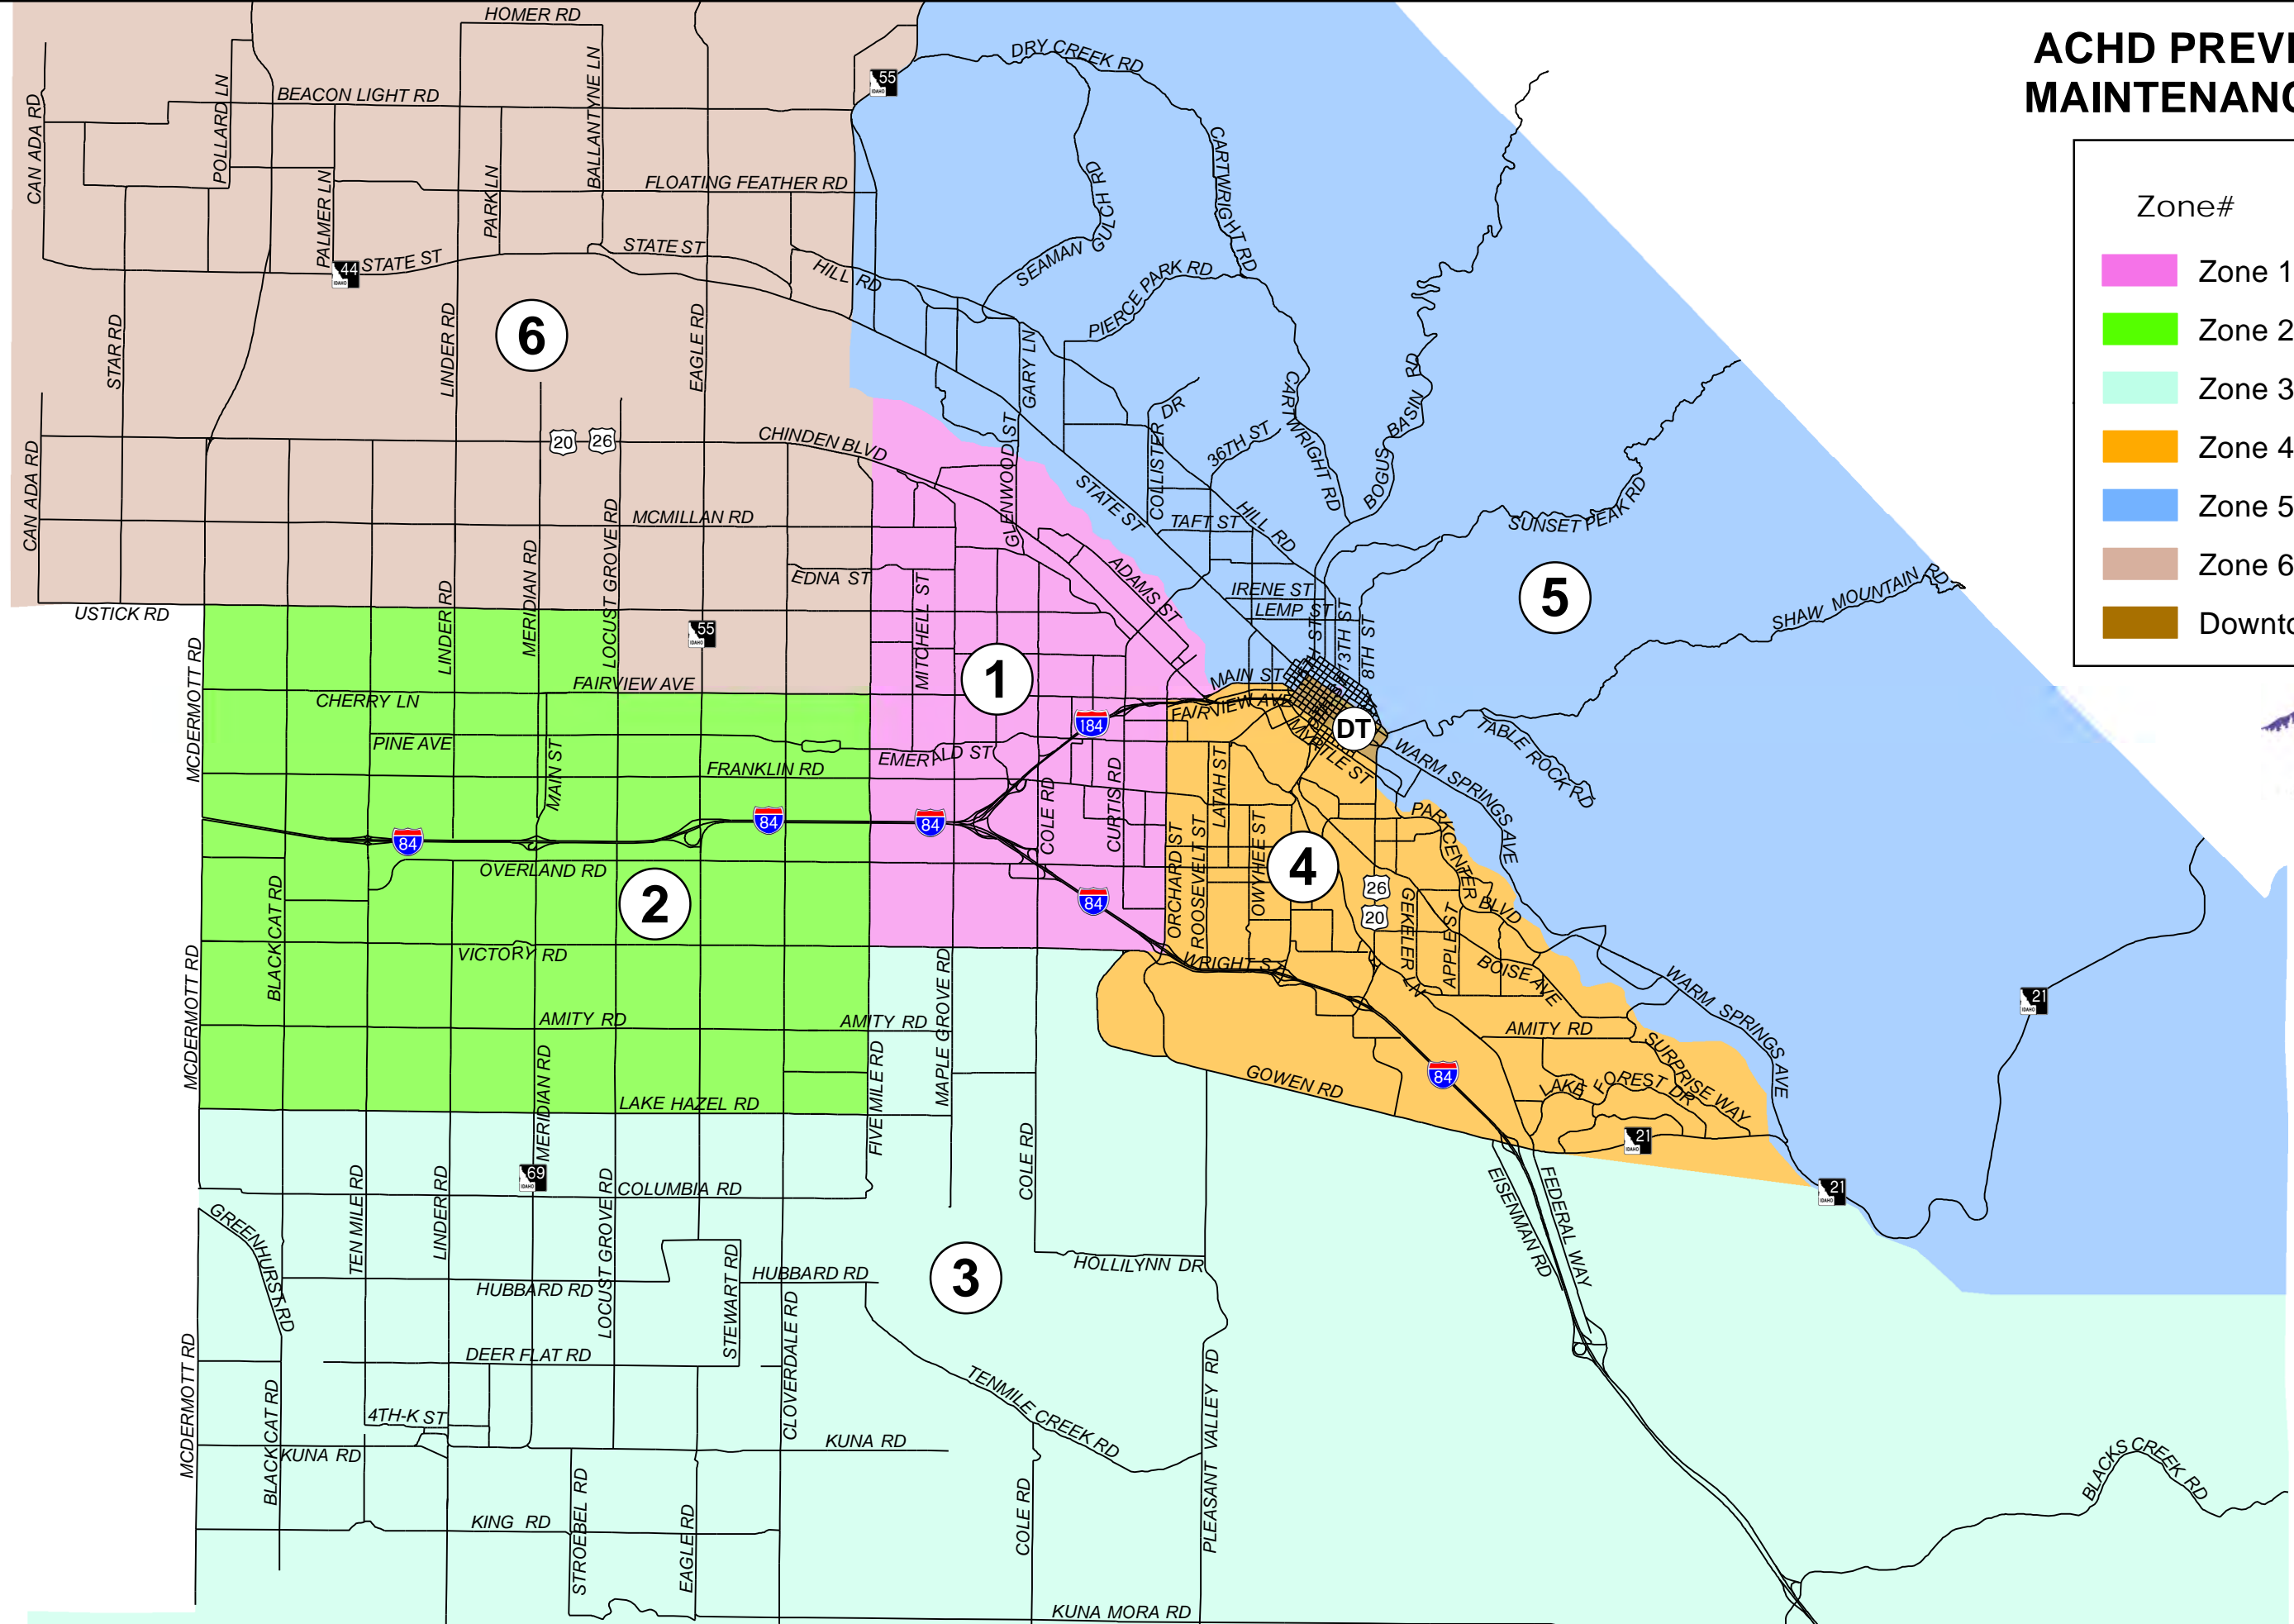 ACHD PREVE
MAINTENANC
Zone#
Zone 1
Zone 2
Zone 3
Zone 4
Zone 5
Zone 6
Downto
HOMER RD
DRY CREEK RD
55
CAN ADA RD
POLLARD LN
BEACON LIGHT RD
BALLANTYNE LN
CARTWRIGHT RD
PALMER LN
PARK LN
FLOATING FEATHER RD
SEAMAN GULCH RD
44
STATE ST
STATE ST
HILL RD
PIERCE PARK RD
STAR RD
6
LINDER RD
EAGLE RD
GARY LN
CARTWRIGHT RD
BOGUS BASIN RD
COLLISTER DR
36TH ST
CAN ADA RD
20
26
CHINDEN BLVD
GLENWOOD ST
STATE ST
HILL RD
TAFT ST
SUNSET PEAK RD
MCMILLAN RD
MERIDIAN RD
LOCUST GROVE RD
LINDER RD
EDNA ST
MITCHELL ST
ADAMS ST
IRENE ST
LEMP ST
13TH ST
8TH ST
5
SHAW MOUNTAIN RD
USTICK RD
55
MCDERMOTT RD
1
MAIN ST
FAIRVIEW AVE
CHERRY LN
184
FAIRVIEW AVE
DT
MYRTLE ST
TABLE ROCK RD
WARM SPRINGS AVE
PINE AVE
MAIN ST
EMERALD ST
FRANKLIN RD
COLE RD
CURTIS RD
LATAH ST
84
84
84
PARKCENTER BLVD
OVERLAND RD
2
BLACK CAT RD
84
ORCHARD ST
ROOSEVELT ST
OWYHEE ST
4
26
20
GEKELER LN
APPLE ST
VICTORY RD
WRIGHT ST
BOISE AVE
WARM SPRINGS AVE
21
MCDERMOTT RD
AMITY RD
AMITY RD
MAPLE GROVE RD
AMITY RD
SURPRISE WAY
MERIDIAN RD
FIVE MILE RD
GOWEN RD
84
LAKE FOREST DR
LAKE HAZEL RD
21
69
TEN MILE RD
LINDER RD
LOCUST GROVE RD
COLUMBIA RD
COLE RD
EISENMAN RD
FEDERAL WAY
21
GREENHURST RD
HUBBARD RD
STEWART RD
HUBBARD RD
3
HOLLILYNN DR
CLOVERDALE RD
MCDERMOTT RD
DEER FLAT RD
TENMILE CREEK RD
PLEASANT VALLEY RD
BLACK CAT RD
4TH-K ST
KUNA RD
KUNA RD
BLACKS CREEK RD
STROEBEL RD
EAGLE RD
COLE RD
KING RD
KUNA MORA RD